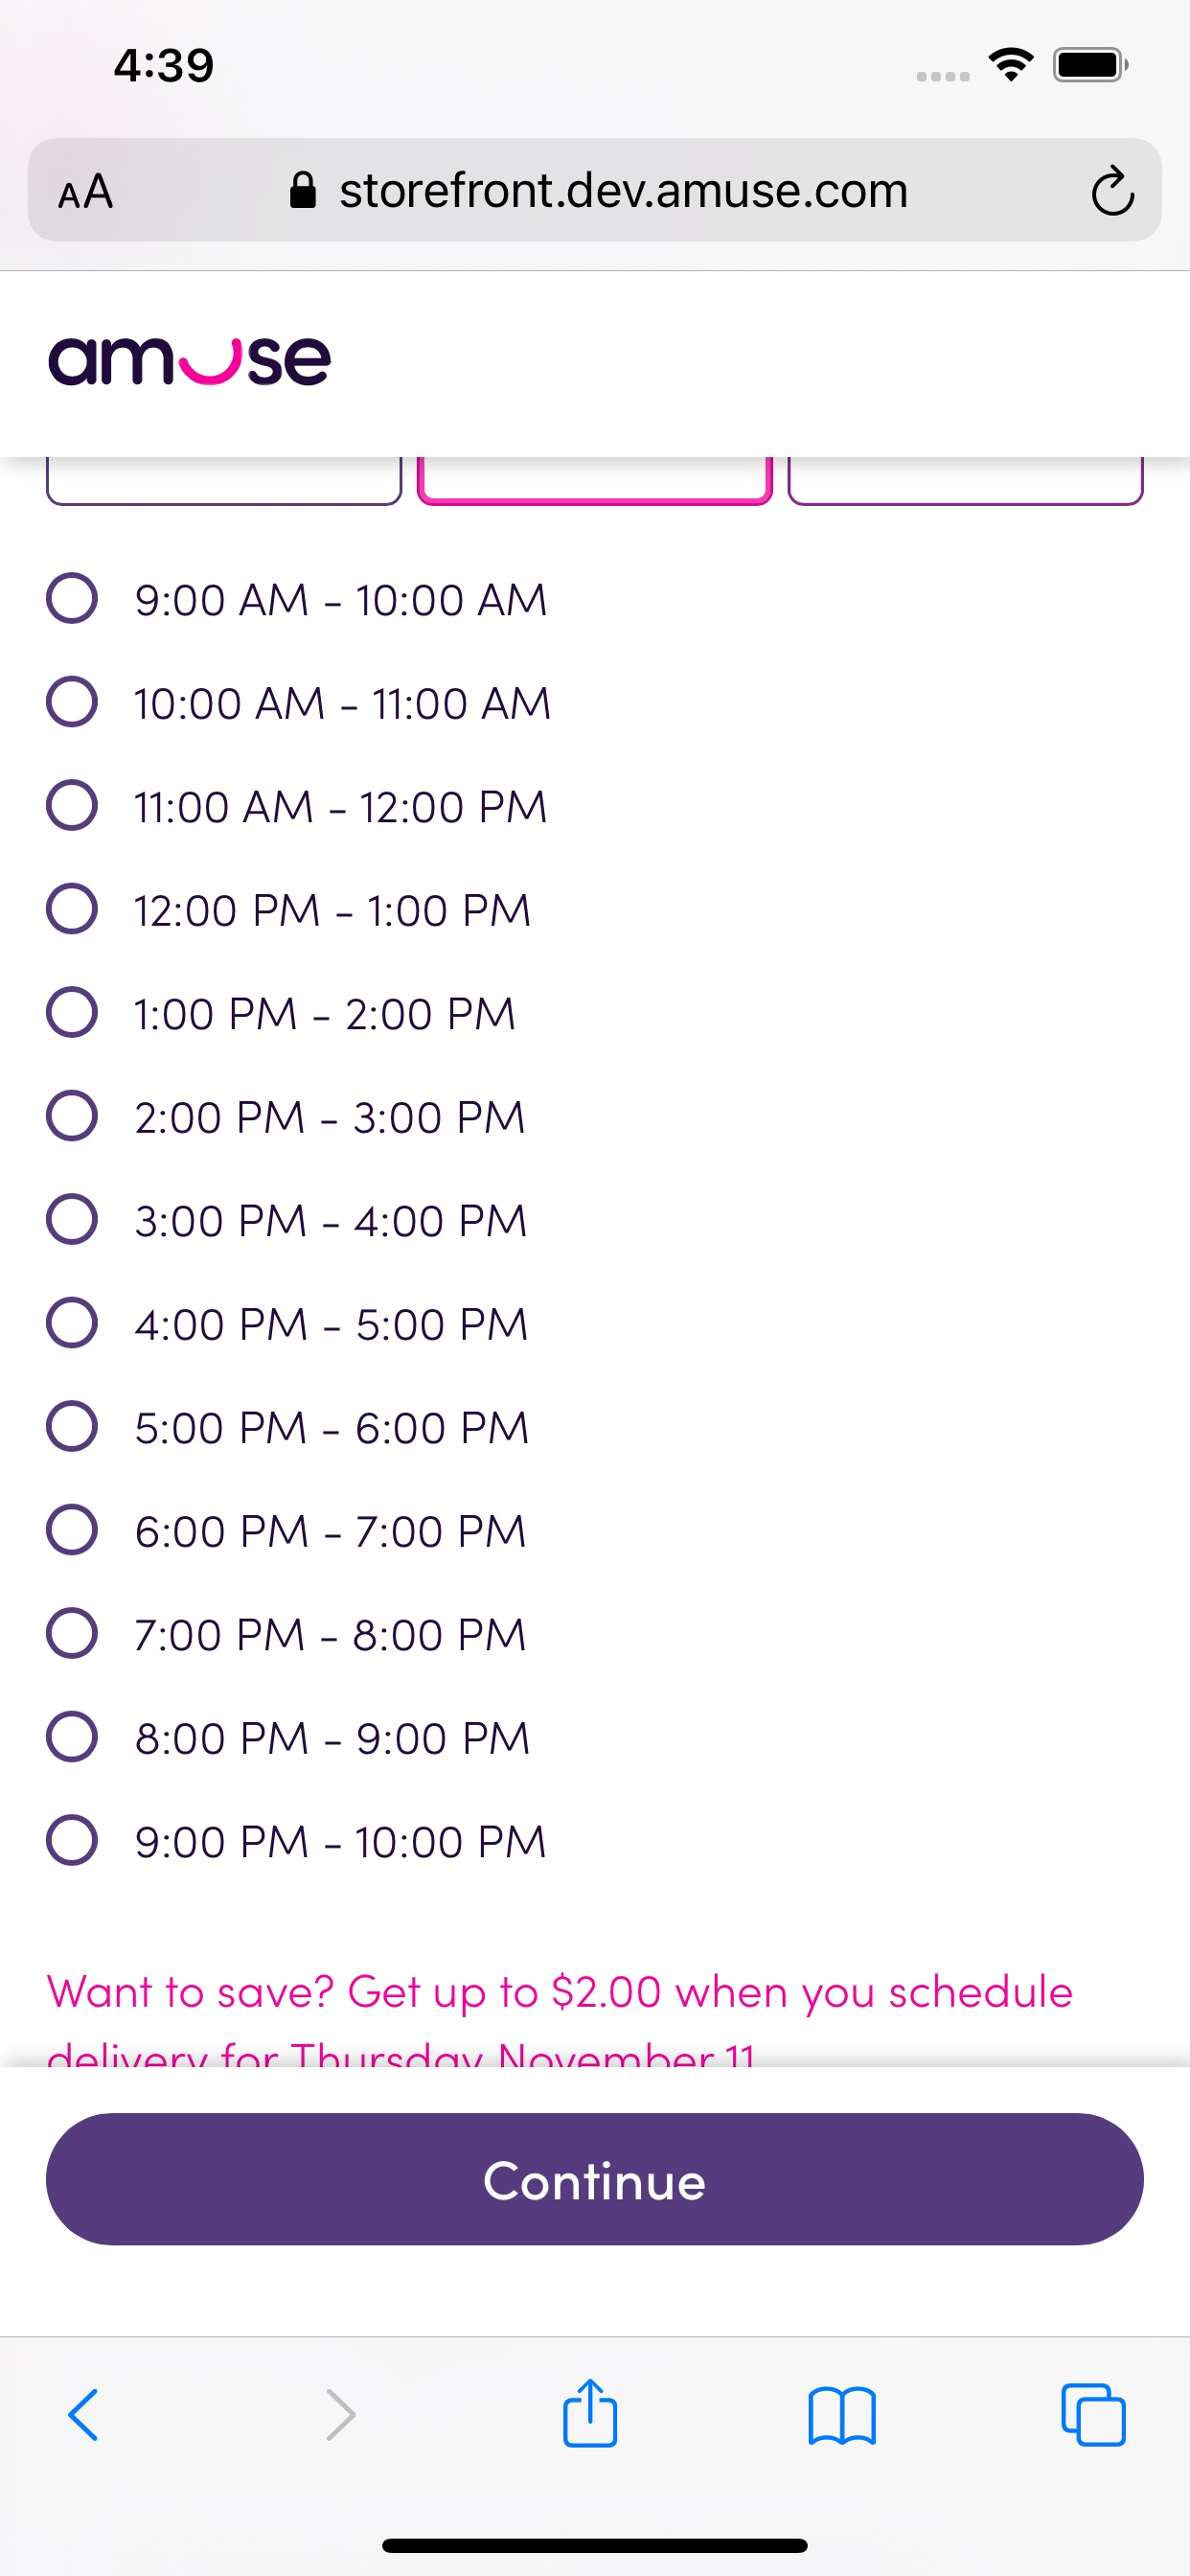 4:39
AA storefront.dev.amuse.com
amuse
9:00 AM - 10:00 AM
10:00 AM - 11:00 AM
11:00 AM - 12:00 PM
12:00 PM - 1:00 PM
1:00 PM - 2:00 PM
2:00 PM - 3:00 PM
3:00 PM - 4:00 PM
4:00 PM - 5:00 PM
5:00 PM - 6:00 PM
6:00 PM - 7:00 PM
7:00 PM - 8:00 PM
8:00 PM - 9:00 PM
9:00 PM - 10:00 PM
Want to save? Get up to $2.00 when you schedule
delivery for Thursday November 11
Continue